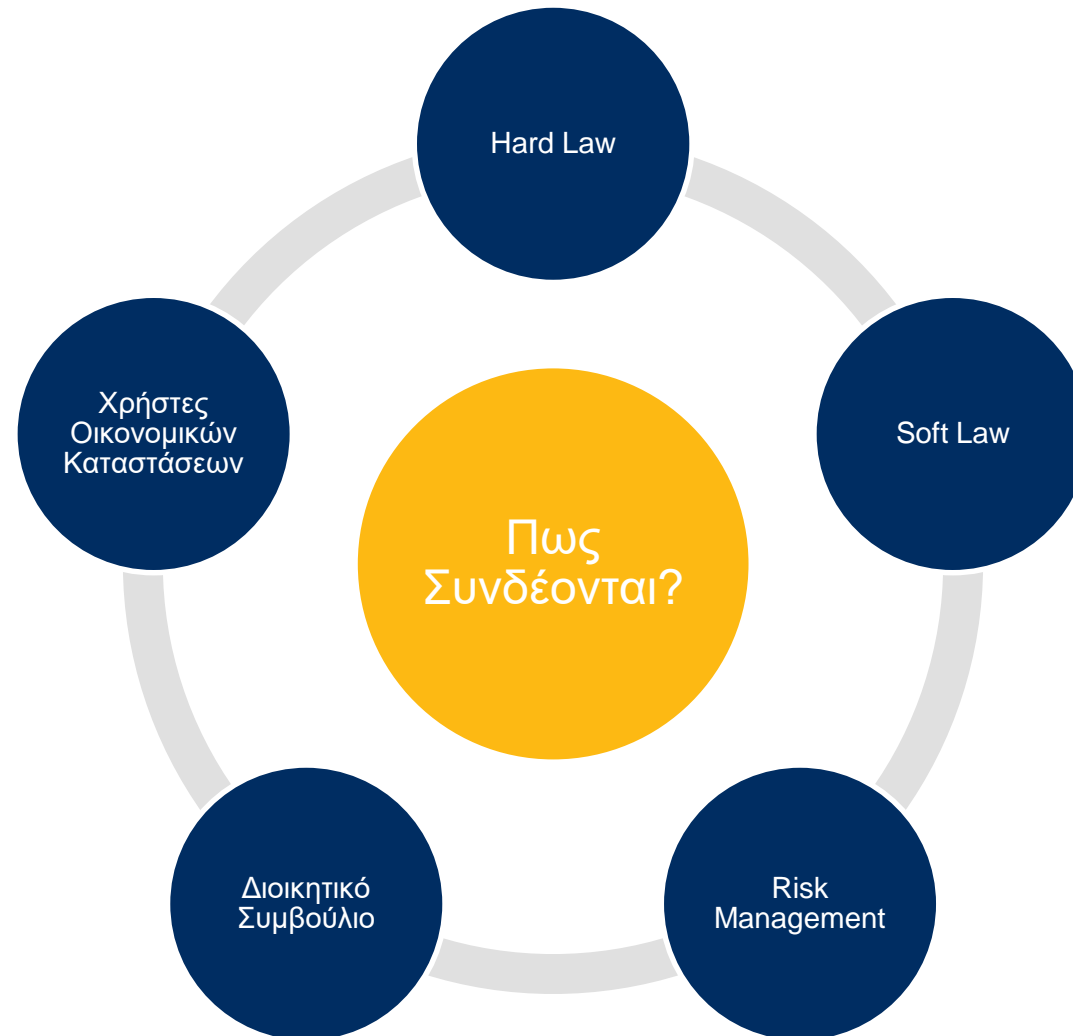 Hard Law
Soft Law
Risk
Management
Διοικητικό
Συμβούλιο
Χρήστες
Οικονομικών
Καταστάσεων
Πως
Συνδέονται?